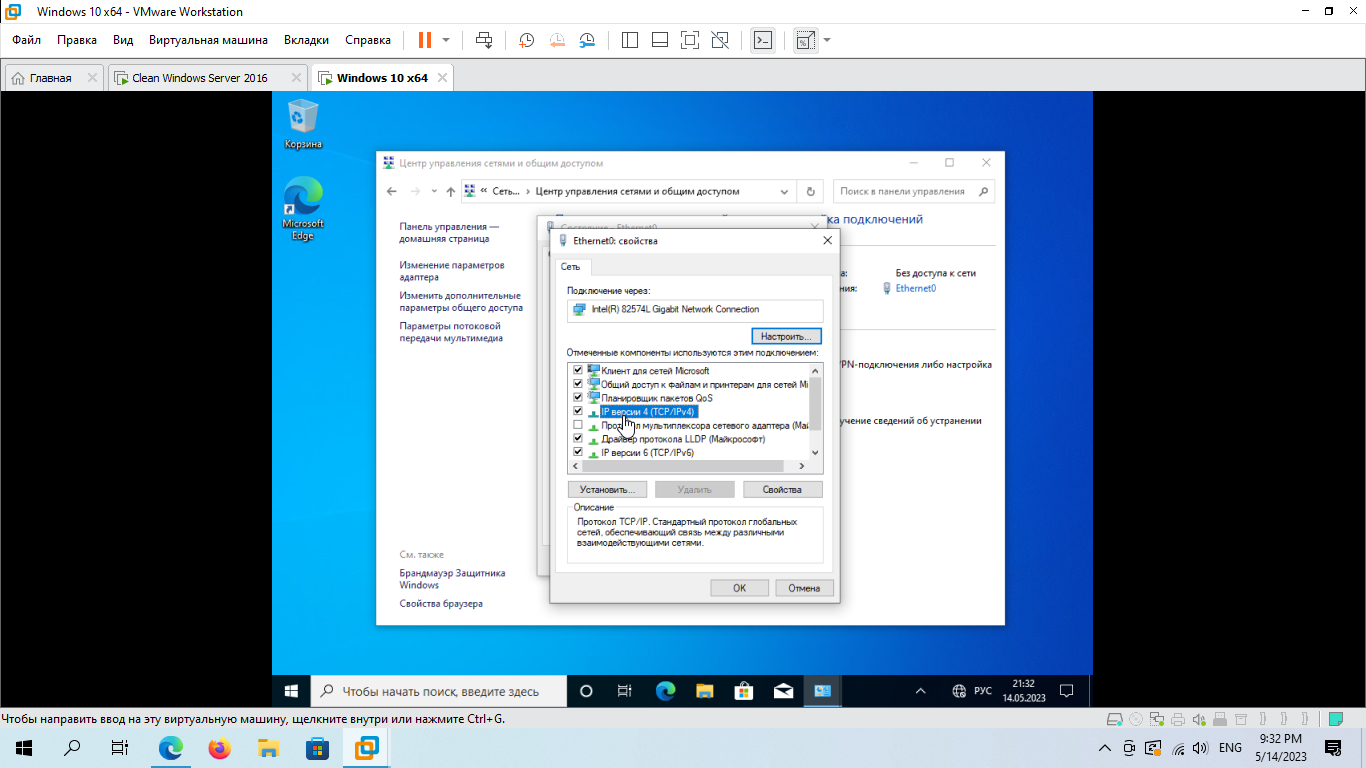 Windows 10 x64 - VMware Workstation
Файл Правка Вид Виртуальная машина Вкладки Справка
Главная Clean Windows Server 2016 Windows 10 x64
Корзина
Microsoft
Edge
Центр управления сетями и общим доступом
« Сеть... › Центр управления сетями и общим доступом
Поиск в панели управления
Панель управления —
домашняя страница
Изменение параметров
адаптера
Изменить дополнительные
параметры общего доступа
Параметры потоковой
передачи мультимедиа
См. также
Брандмауэр Защитника
Windows
Свойства браузера
ка подключений
а: Без доступа к сети
ния: Ethernet0
PN-подключения либо настройка
учение сведений об устранении
Ethernet0: свойства
Сеть
Подключение через:
Intel(R) 82574L Gigabit Network Connection
Настроить...
Отмеченные компоненты используются этим подключением:
Клиент для сетей Microsoft
Общий доступ к файлам и принтерам для сетей Mi
Планировщик пакетов QoS
IP версии 4 (TCP/IPv4)
мультиплексора сетевого адаптера (Май
Драйвер протокола LLDP (Майкрософт)
IP версии 6 (TCP/IPv6)
Установить... Удалить Свойства
Описание
Протокол TCP/IP. Стандартный протокол глобальных
сетей, обеспечивающий связь между различными
взаимодействующими сетями.
OK Отмена
Чтобы начать поиск, введите здесь
РУС
21:32
14.05.2023
Чтобы направить ввод на эту виртуальную машину, щелкните внутри или нажмите Ctrl+G.
ENG
9:32 PM
5/14/2023